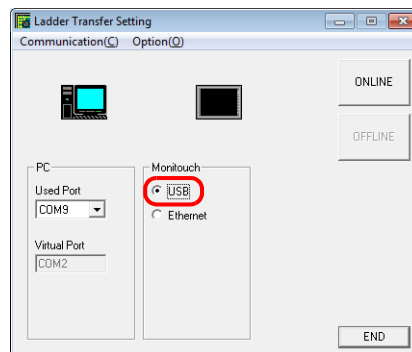 Ladder Transfer Setting
Communication(C) Option(O)
ONLINE
OFFLINE
PC
Used Port
COM9
Virtual Port
COM2
Monitouch
USB
Ethernet
END